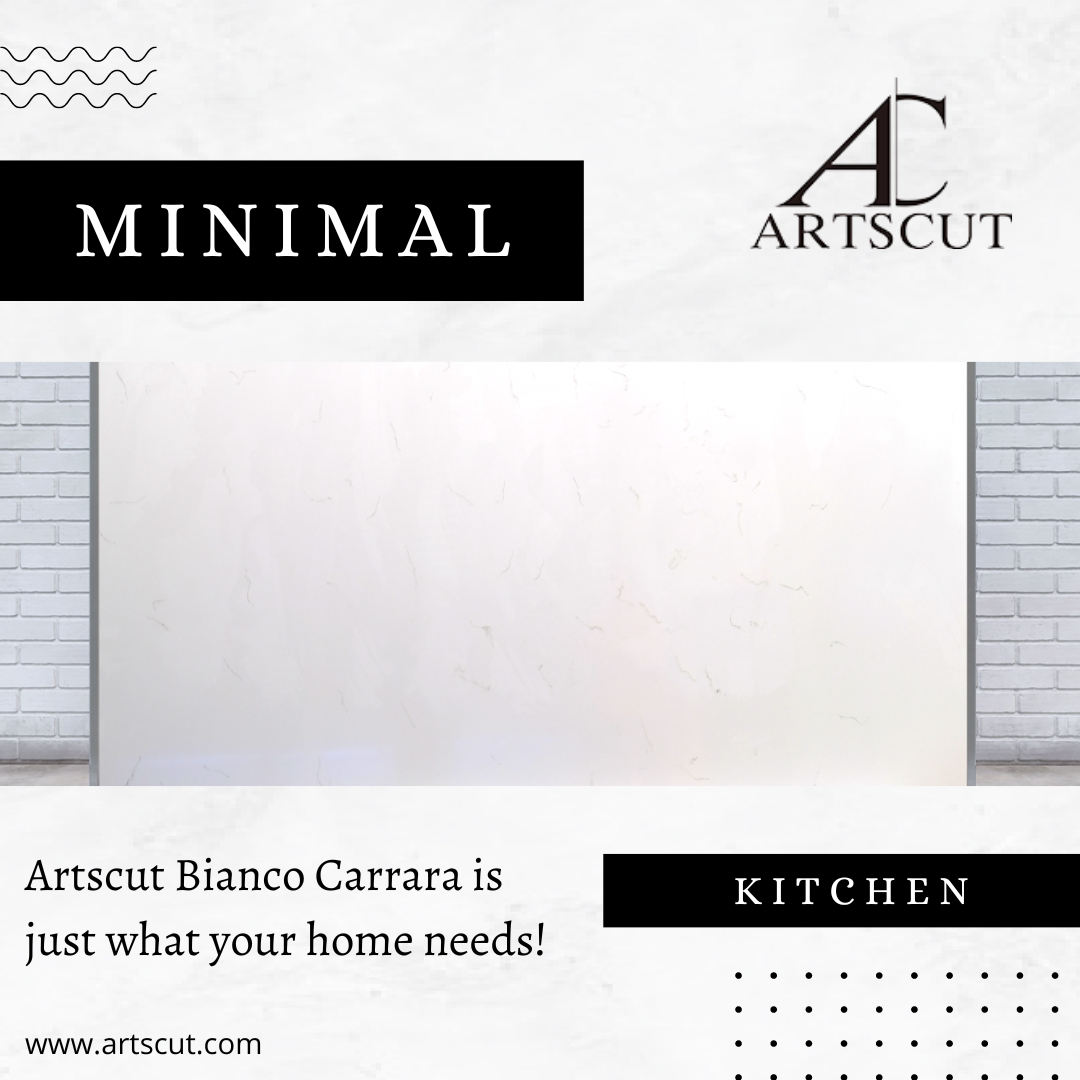 AC
ARTSCUT
MINIMAL
Artscut Bianco Carrara is
just what your home needs!
KITCHEN
www.artscut.com